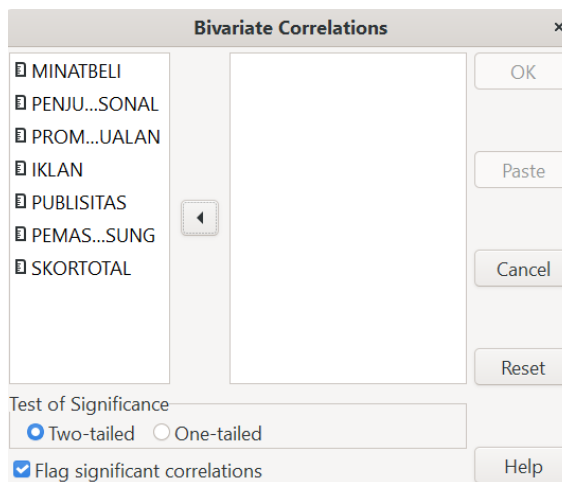 Bivariate Correlations ×
MINATBELI
PENJU...SONAL
PROM...UALAN
IKLAN
PUBLISITAS
PEMAS...SUNG
SKORTOTAL
OK
Paste
Cancel
Reset
Help
Test of Significance
Two-tailed One-tailed
Flag significant correlations